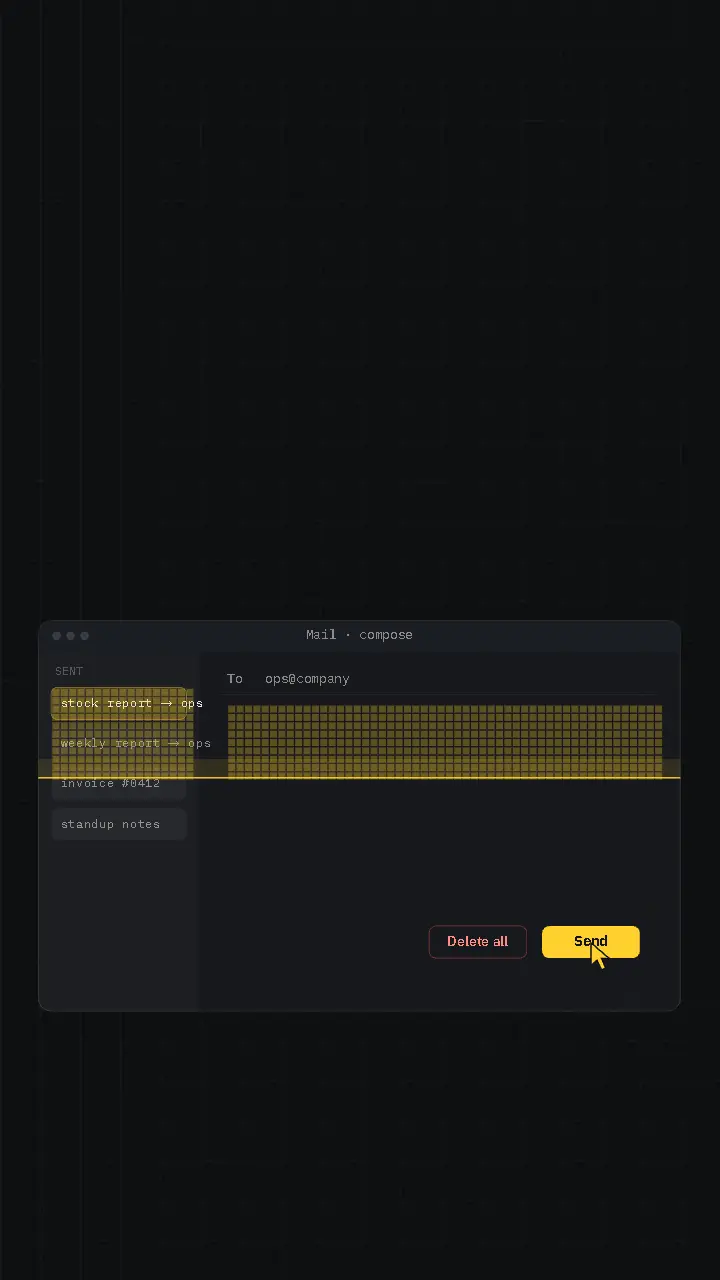 Mail · compose
SENT
To ops@company
stock report → ops
weekly report → ops
invoice #0412
standup notes
Delete all
Send